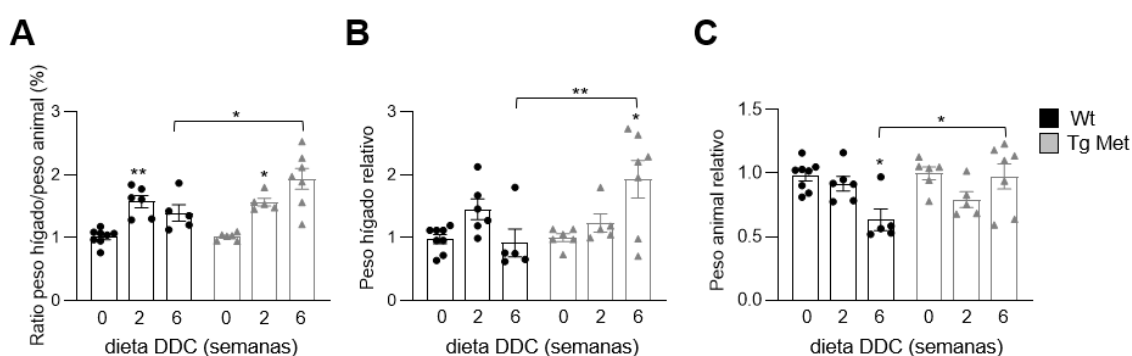 A
Ratio peso hígado/peso animal (%)
3
2
1
0
**
*
*
0 2 6 0 2 6
dieta DDC (semanas)
B
Peso hígado relativo
3
2
1
0
**
*
0 2 6 0 2 6
dieta DDC (semanas)
C
Peso animal relativo
1.5
1.0
0.5
0.0
*
*
0 2 6 0 2 6
dieta DDC (semanas)
Wt
Tg Met